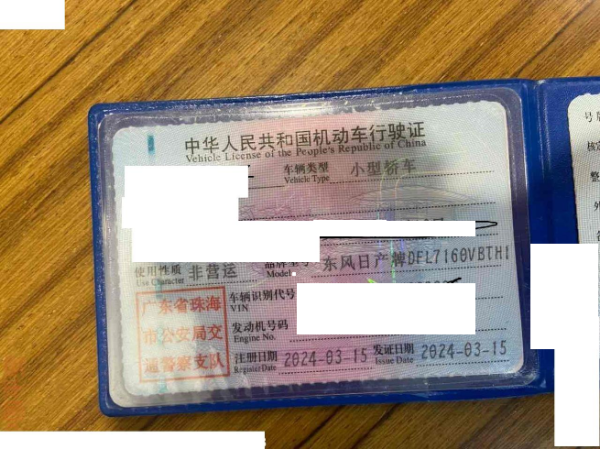 中华人民共和国机动车行驶证
Vehicle License of the People's Republic of China
车辆类型 小型轿车
Vehicle Type
使用性质 非营运
Use Character
Model
东风日产牌DFL7160VBTH1
广东省珠海
市公安局交
通警察支队
车辆识别代号
VIN
发动机号码
Engine No.
注册日期 2024-03-15
Register Date
发证日期 2024-03-15
Issue Date
号
核定
整
外